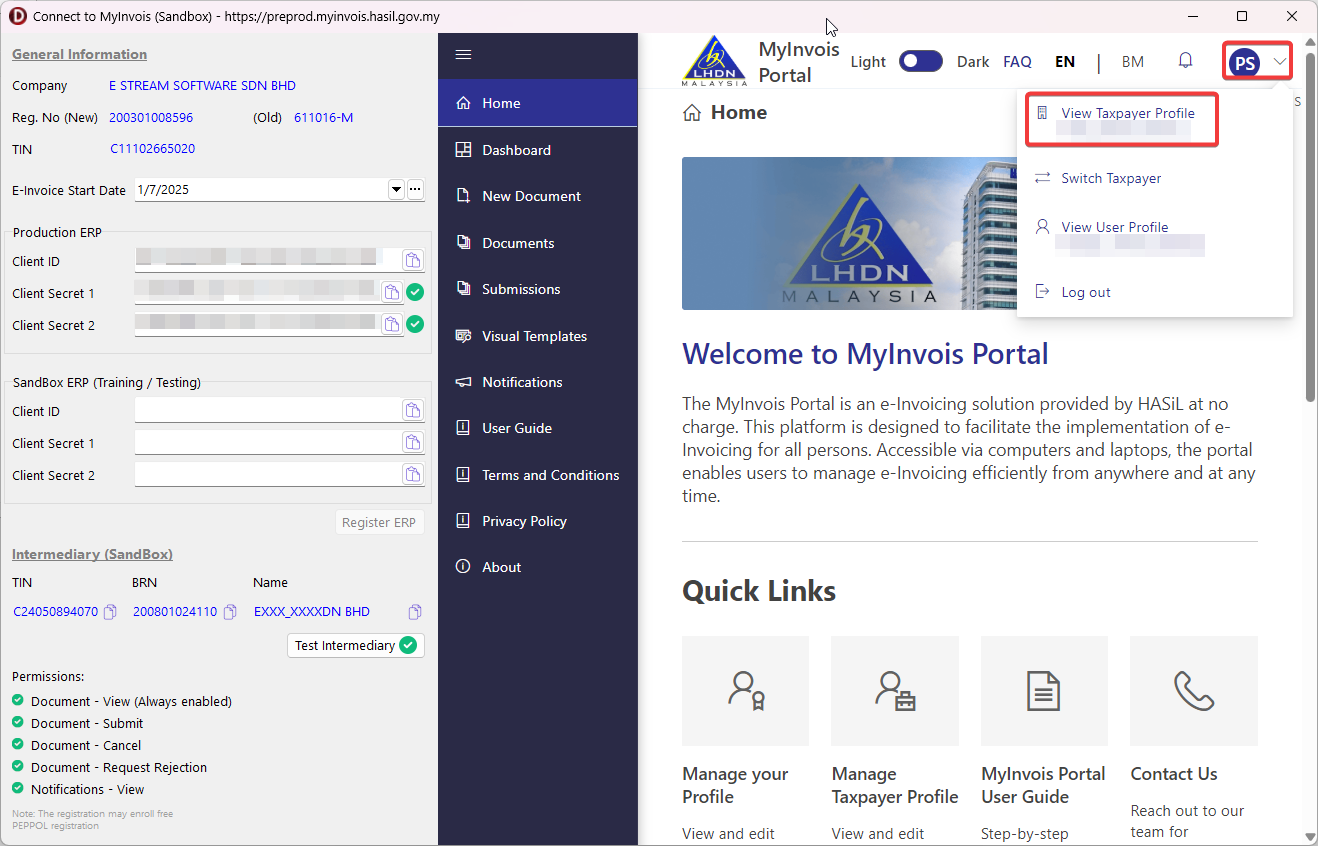 Connect to MyInvois (Sandbox) - https://preprod.myinvois.hasil.gov.my
General Information
Company E STREAM SOFTWARE SDN BHD
Reg. No (New) 200301008596 (Old) 611016-M
TIN C11102665020
E-Invoice Start Date 1/7/2025
Production ERP
Client ID
Client Secret 1
Client Secret 2
SandBox ERP (Training / Testing)
Client ID
Client Secret 1
Client Secret 2
Register ERP
Intermediary (SandBox)
TIN BRN Name
C24050894070 200801024110 EXXX_XXXXDN BHD
Test Intermediary
Permissions:
Document - View (Always enabled)
Document - Submit
Document - Cancel
Document - Request Rejection
Notifications - View
Note: The registration may enroll free
PEPPOL registration
Home
Dashboard
New Document
Documents
Submissions
Visual Templates
Notifications
User Guide
Terms and Conditions
Privacy Policy
About
LHDN
MALAYSIA
MyInvois
Portal
Light Dark FAQ EN | BM PS
Home
S
View Taxpayer Profile
Switch Taxpayer
View User Profile
Log out
LHDN
MALAYSIA
Welcome to MyInvois Portal
The MyInvois Portal is an e-Invoicing solution provided by HASiL at no
charge. This platform is designed to facilitate the implementation of e-
Invoicing for all persons. Accessible via computers and laptops, the portal
enables users to manage e-Invoicing efficiently from anywhere and at any
time.
Quick Links
Manage your
Profile
View and edit
Manage
Taxpayer Profile
View and edit
MyInvois Portal
User Guide
Step-by-step
Contact Us
Reach out to our
team for